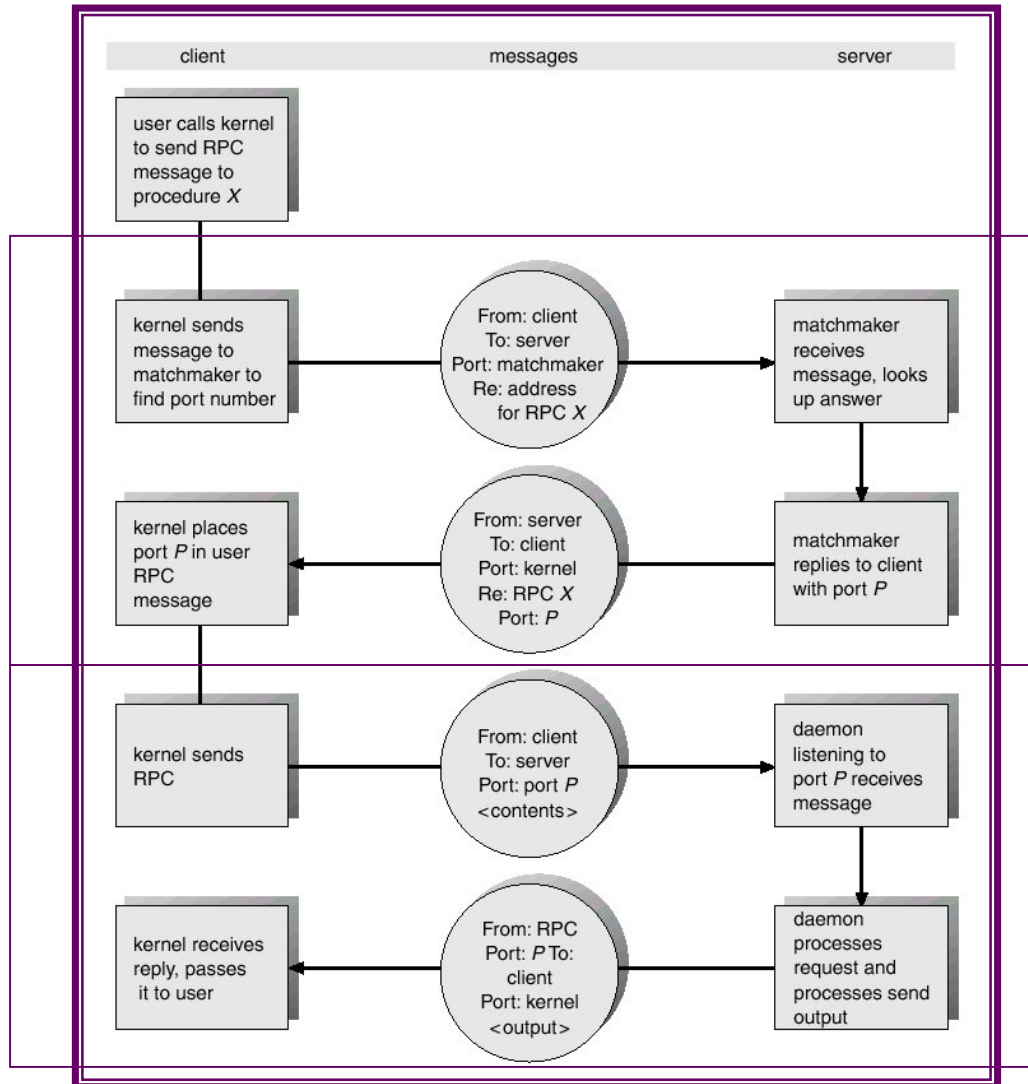 client messages server
user calls kernel
to send RPC
message to
procedure X
kernel sends
message to
matchmaker to
find port number
From: client
To: server
Port: matchmaker
Re: address
for RPC X
matchmaker
receives
message, looks
up answer
kernel places
port P in user
RPC
message
From: server
To: client
Port: kernel
Re: RPC X
Port: P
matchmaker
replies to client
with port P
kernel sends
RPC
From: client
To: server
Port: port P
<contents>
daemon
listening to
port P receives
message
kernel receives
reply, passes
it to user
From: RPC
Port: P To:
client
Port: kernel
<output>
daemon
processes
request and
processes send
output